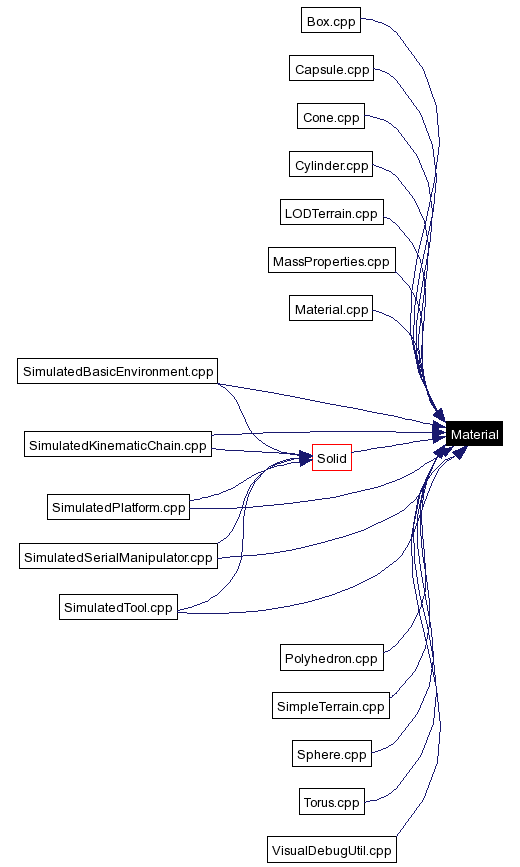 Box.cpp
Capsule.cpp
Cone.cpp
Cylinder.cpp
LODTerrain.cpp
MassProperties.cpp
Material.cpp
SimulatedBasicEnvironment.cpp
Material
SimulatedKinematicChain.cpp
Solid
SimulatedPlatform.cpp
SimulatedSerialManipulator.cpp
SimulatedTool.cpp
Polyhedron.cpp
SimpleTerrain.cpp
Sphere.cpp
Torus.cpp
VisualDebugUtil.cpp